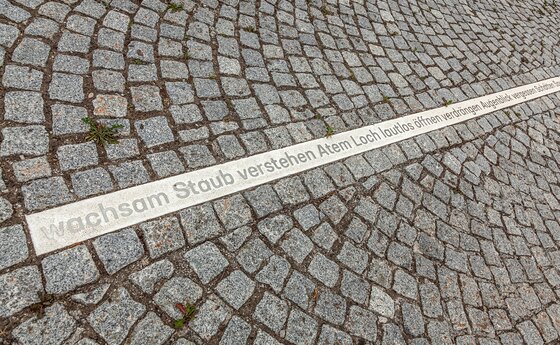 wachsam Staub verstehen Atem Loch lautlos öffnen verdrängen Augenblick vergessen